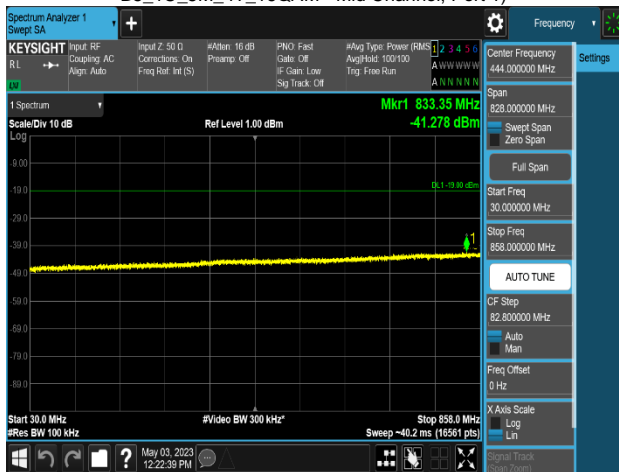 Spectrum Analyzer 1
Swept SA
Frequency
KEYSIGHT
RL
Input: RF
Coupling: AC
Align: Auto
Input Z: 50 Ω
Corrections: On
Freq Ref: Int (S)
#Atten: 16 dB
Preamp: Off
PNO: Fast
Gate: Off
IF Gain: Low
Sig Track: Off
#Avg Type: Power (RMS
Avg|Hold: 100/100
Trig: Free Run
1 2 3 4 5 6
A W W W W W
A N N N N N
1 Spectrum
Scale/Div 10 dB
Log
Ref Level 1.00 dBm
Mkr1 833.35 MHz
-41.278 dBm
-9.00
-19.0
-29.0
-39.0
-49.0
-59.0
-69.0
-79.0
-89.0
DL1 -19.00 dBm
1
Start 30.0 MHz
#Res BW 100 kHz
#Video BW 300 kHz*
Stop 858.0 MHz
Sweep ~40.2 ms (16561 pts)
May 03, 2023
12:22:39 PM
Center Frequency
444.000000 MHz
Settings
Span
828.000000 MHz
Swept Span
Zero Span
Full Span
Start Freq
30.000000 MHz
Stop Freq
858.000000 MHz
AUTO TUNE
CF Step
82.800000 MHz
Auto
Man
Freq Offset
0 Hz
X Axis Scale
Log
Lin
Signal Track
(Span Zoom)